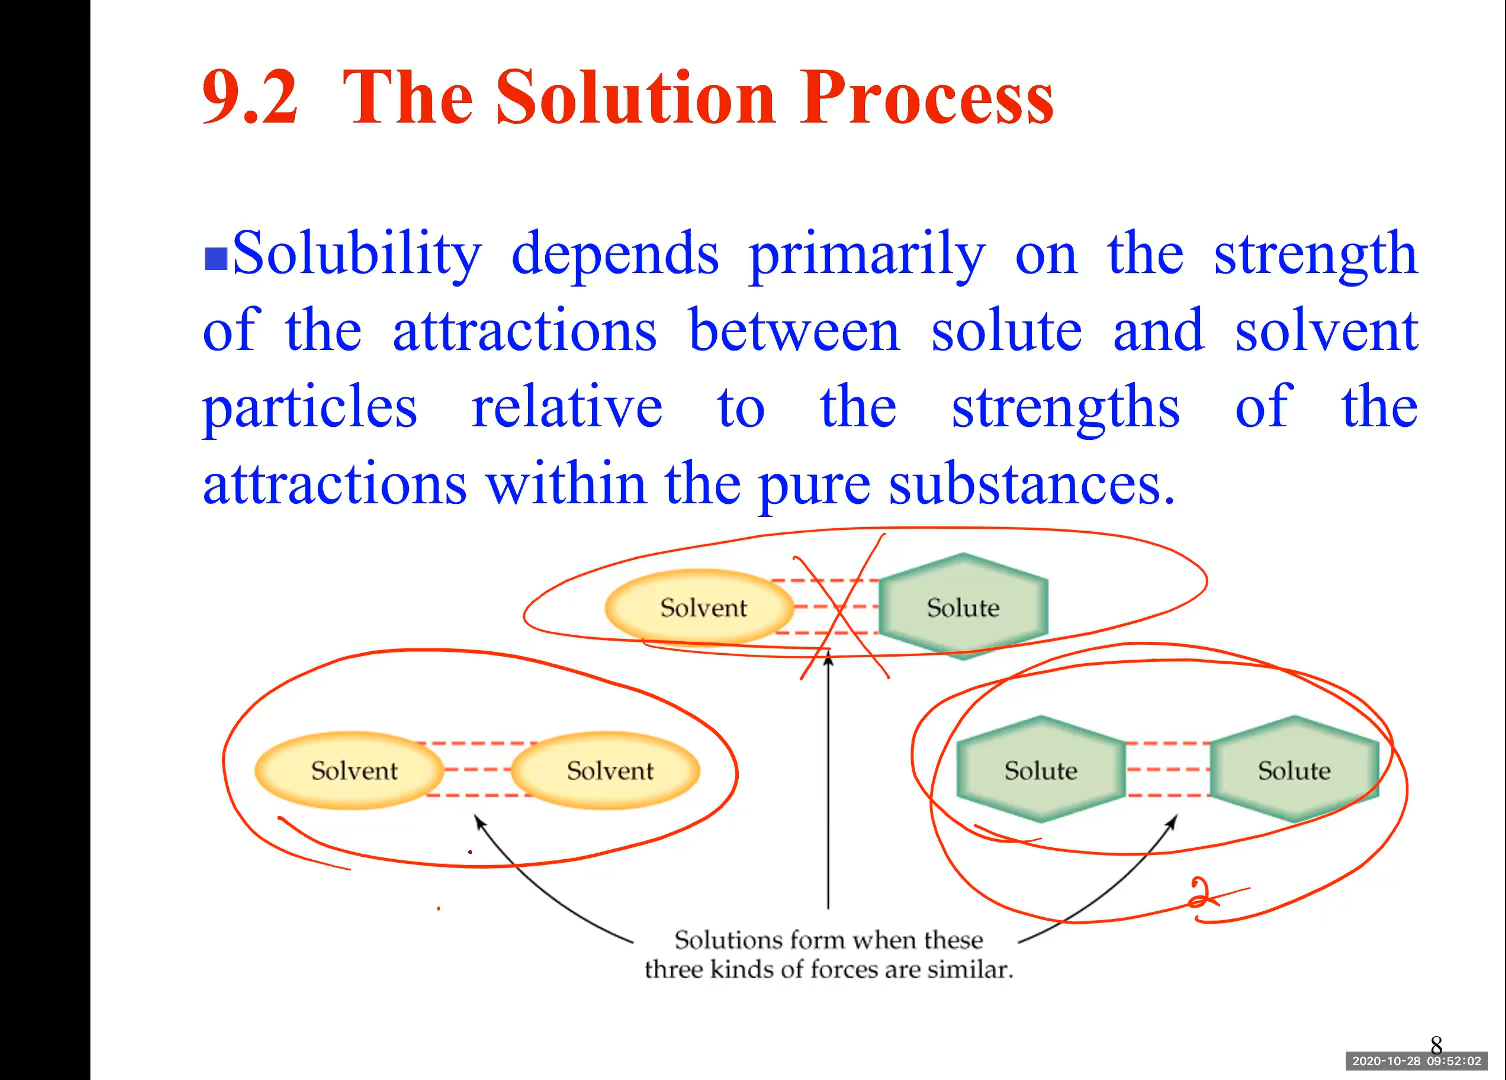 9.2 The Solution Process
■Solubility depends primarily on the strength
of the attractions between solute and solvent
particles relative to the strengths of the
attractions within the pure substances.
Solvent Solute
Solvent Solvent Solute Solute
2
Solutions form when these
three kinds of forces are similar.
8
2020-10-28 09:52:02